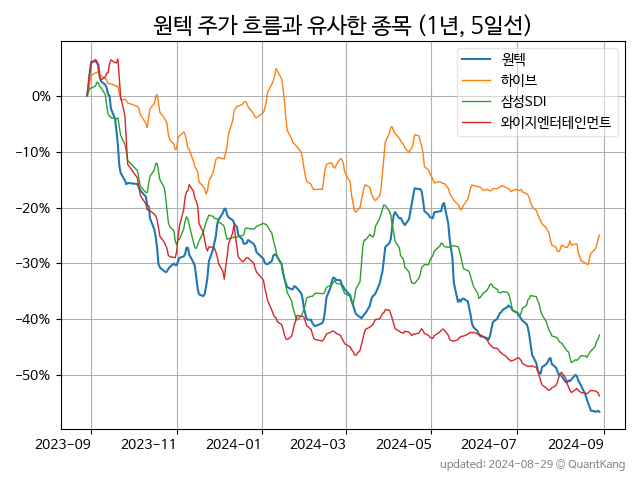 원텍 주가 흐름과 유사한 종목 (1년, 5일선)
원텍
하이브
삼성SDI
와이지엔터테인먼트
0%
−10%
−20%
−30%
−40%
−50%
2023-09 2023-11 2024-01 2024-03 2024-05 2024-07 2024-09
updated: 2024-08-29 © QuantKang